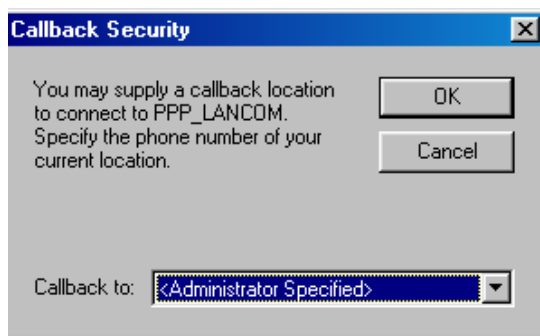 Callback Security
You may supply a callback location
to connect to PPP_LANCOM.
Specify the phone number of your
current location.
OK
Cancel
Callback to: <Administrator Specified>